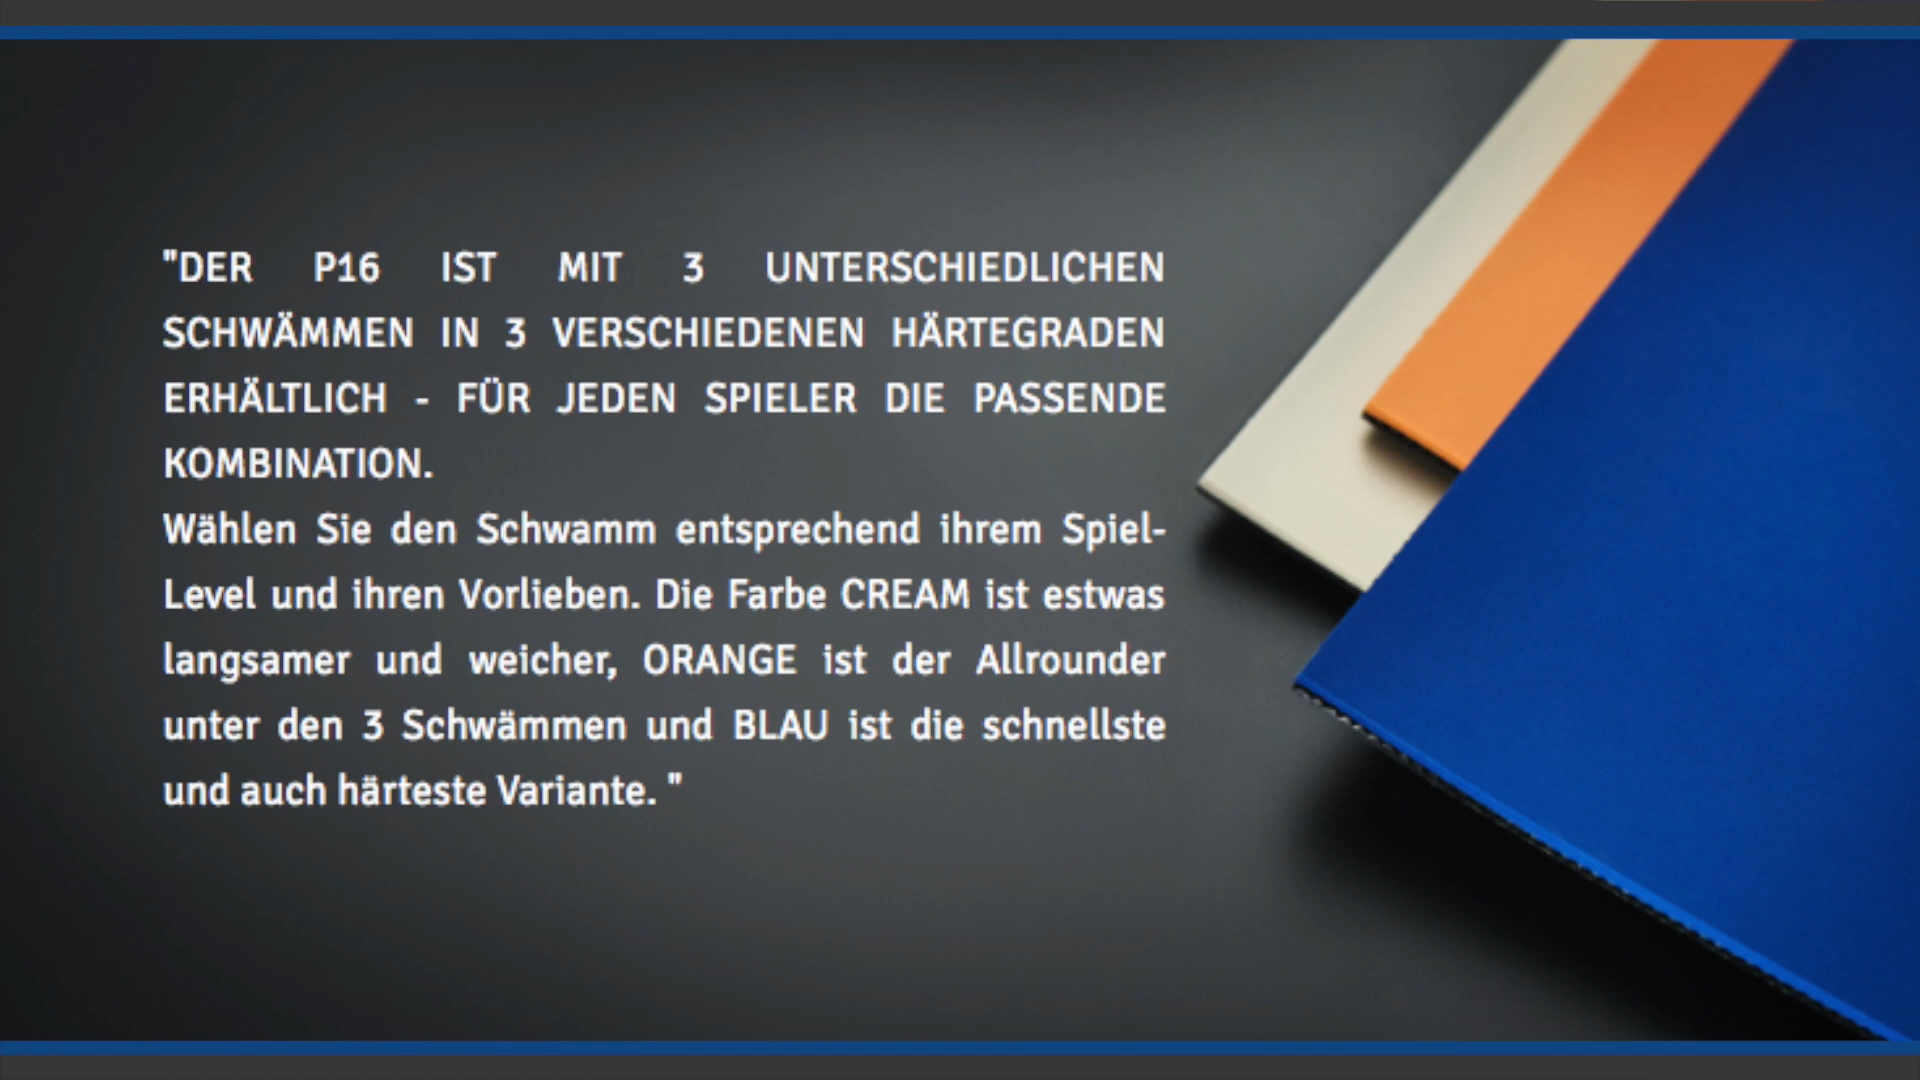 "DER P16 IST MIT 3 UNTERSCHIEDLICHEN
SCHWÄMMEN IN 3 VERSCHIEDENEN HÄRTEGRADEN
ERHÄLTLICH - FÜR JEDEN SPIELER DIE PASSENDE
KOMBINATION.
Wählen Sie den Schwamm entsprechend ihrem Spiel-
Level und ihren Vorlieben. Die Farbe CREAM ist estwas
langsamer und weicher, ORANGE ist der Allrounder
unter den 3 Schwämmen und BLAU ist die schnellste
und auch härteste Variante. "